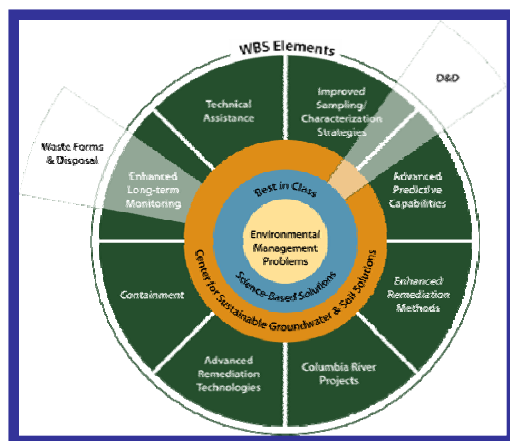 WBS Elements
D&D
Improved
Sampling/
Characterization
Strategies
Technical
Assistance
Waste Forms
& Disposal
Enhanced
Long-term
Monitoring
Advanced
Predictive
Capabilities
Best in Class
Environmental
Management
Problems
Science-Based Solutions
Center for Sustainable Groundwater & Soil Solutions
Containment
Enhanced
Remediation
Methods
Advanced
Remediation
Technologies
Columbia River
Projects